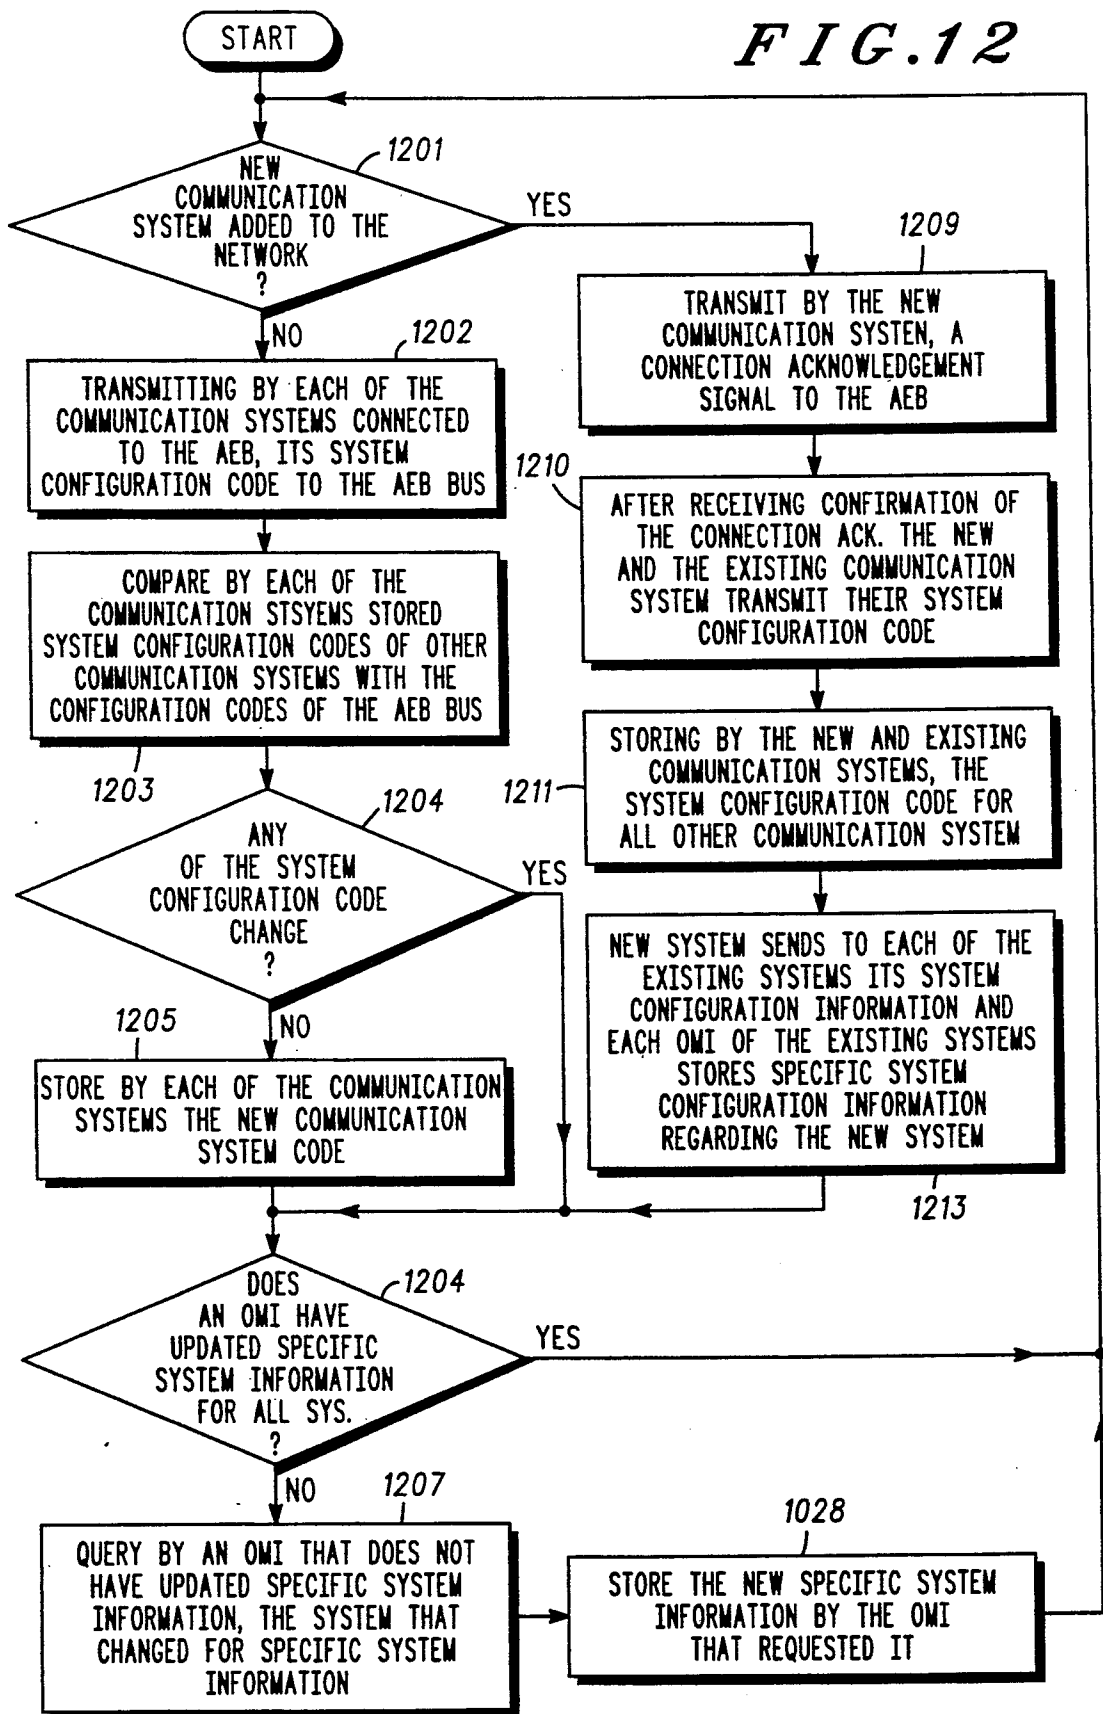 START
FIG.12
1201
NEW
COMMUNICATION
SYSTEM ADDED TO THE
NETWORK
?
YES
NO
1202
TRANSMITTING BY EACH OF THE
COMMUNICATION SYSTEMS CONNECTED
TO THE AEB, ITS SYSTEM
CONFIGURATION CODE TO THE AEB BUS
COMPARE BY EACH OF THE
COMMUNICATION STSYEMS STORED
SYSTEM CONFIGURATION CODES OF OTHER
COMMUNICATION SYSTEMS WITH THE
CONFIGURATION CODES OF THE AEB BUS
1203
1204
ANY
OF THE SYSTEM
CONFIGURATION CODE
CHANGE
?
YES
NO
1205
STORE BY EACH OF THE COMMUNICATION
SYSTEMS THE NEW COMMUNICATION
SYSTEM CODE
1209
TRANSMIT BY THE NEW
COMMUNICATION SYSTEN, A
CONNECTION ACKNOWLEDGEMENT
SIGNAL TO THE AEB
1210
AFTER RECEIVING CONFIRMATION OF
THE CONNECTION ACK. THE NEW
AND THE EXISTING COMMUNICATION
SYSTEM TRANSMIT THEIR SYSTEM
CONFIGURATION CODE
1211
STORING BY THE NEW AND EXISTING
COMMUNICATION SYSTEMS, THE
SYSTEM CONFIGURATION CODE FOR
ALL OTHER COMMUNICATION SYSTEM
NEW SYSTEM SENDS TO EACH OF THE
EXISTING SYSTEMS ITS SYSTEM
CONFIGURATION INFORMATION AND
EACH OMI OF THE EXISTING SYSTEMS
STORES SPECIFIC SYSTEM
CONFIGURATION INFORMATION
REGARDING THE NEW SYSTEM
1213
1204
DOES
AN OMI HAVE
UPDATED SPECIFIC
SYSTEM INFORMATION
FOR ALL SYS.
?
YES
NO
1207
QUERY BY AN OMI THAT DOES NOT
HAVE UPDATED SPECIFIC SYSTEM
INFORMATION, THE SYSTEM THAT
CHANGED FOR SPECIFIC SYSTEM
INFORMATION
1028
STORE THE NEW SPECIFIC SYSTEM
INFORMATION BY THE OMI
THAT REQUESTED IT